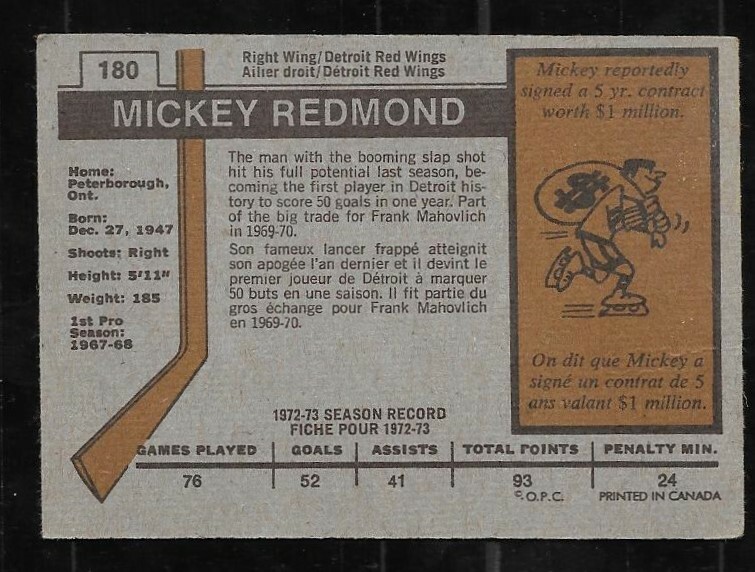 180
Right Wing/Detroit Red Wings
Ailier droit/Détroit Red Wings
MICKEY REDMOND
Home:
Peterborough,
Ont.
Born:
Dec. 27, 1947
Shoots: Right
Height: 5'11"
Weight: 185
1st Pro
Season:
1967-68
The man with the booming slap shot
hit his full potential last season, be-
coming the first player in Detroit his-
tory to score 50 goals in one year. Part
of the big trade for Frank Mahovlich
in 1969-70.
Son fameux lancer frappé atteignit
son apogée l'an dernier et il devint le
premier joueur de Détroit à marquer
50 buts en une saison. Il fit partie du
gros échange pour Frank Mahovlich
en 1969-70.
Mickey reportedly
signed a 5 yr. contract
worth $1 million.
$
On dit que Mickey a
signé un contrat de 5
ans valant $1 million.
1972-73 SEASON RECORD
FICHE POUR 1972-73
GAMES PLAYED GOALS ASSISTS TOTAL POINTS PENALTY MIN.
76 52 41 93 24
©O.P.C. PRINTED IN CANADA